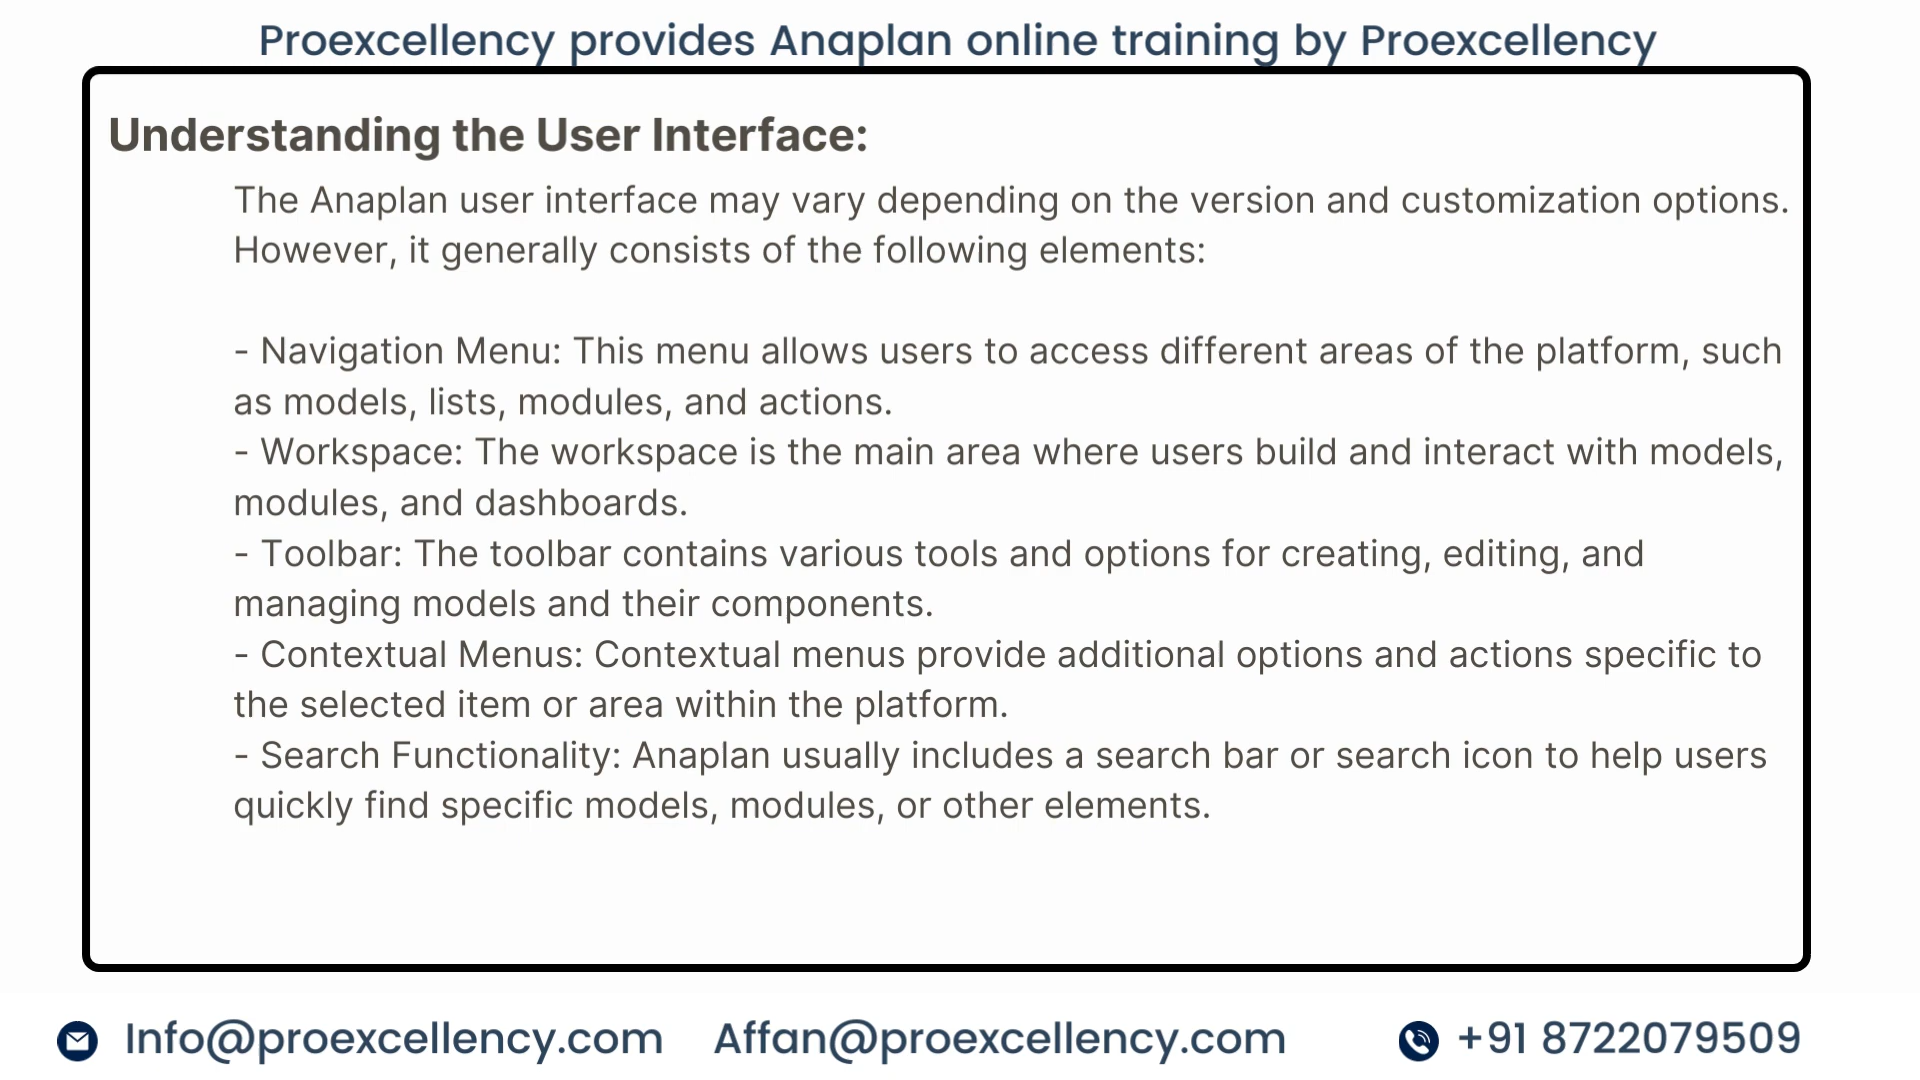 Proexcellency provides Anaplan online training by Proexcellency
Understanding the User Interface:
The Anaplan user interface may vary depending on the version and customization options.
However, it generally consists of the following elements:
- Navigation Menu: This menu allows users to access different areas of the platform, such
as models, lists, modules, and actions.
- Workspace: The workspace is the main area where users build and interact with models,
modules, and dashboards.
- Toolbar: The toolbar contains various tools and options for creating, editing, and
managing models and their components.
- Contextual Menus: Contextual menus provide additional options and actions specific to
the selected item or area within the platform.
- Search Functionality: Anaplan usually includes a search bar or search icon to help users
quickly find specific models, modules, or other elements.
Info@proexcellency.com Affan@proexcellency.com +91 8722079509